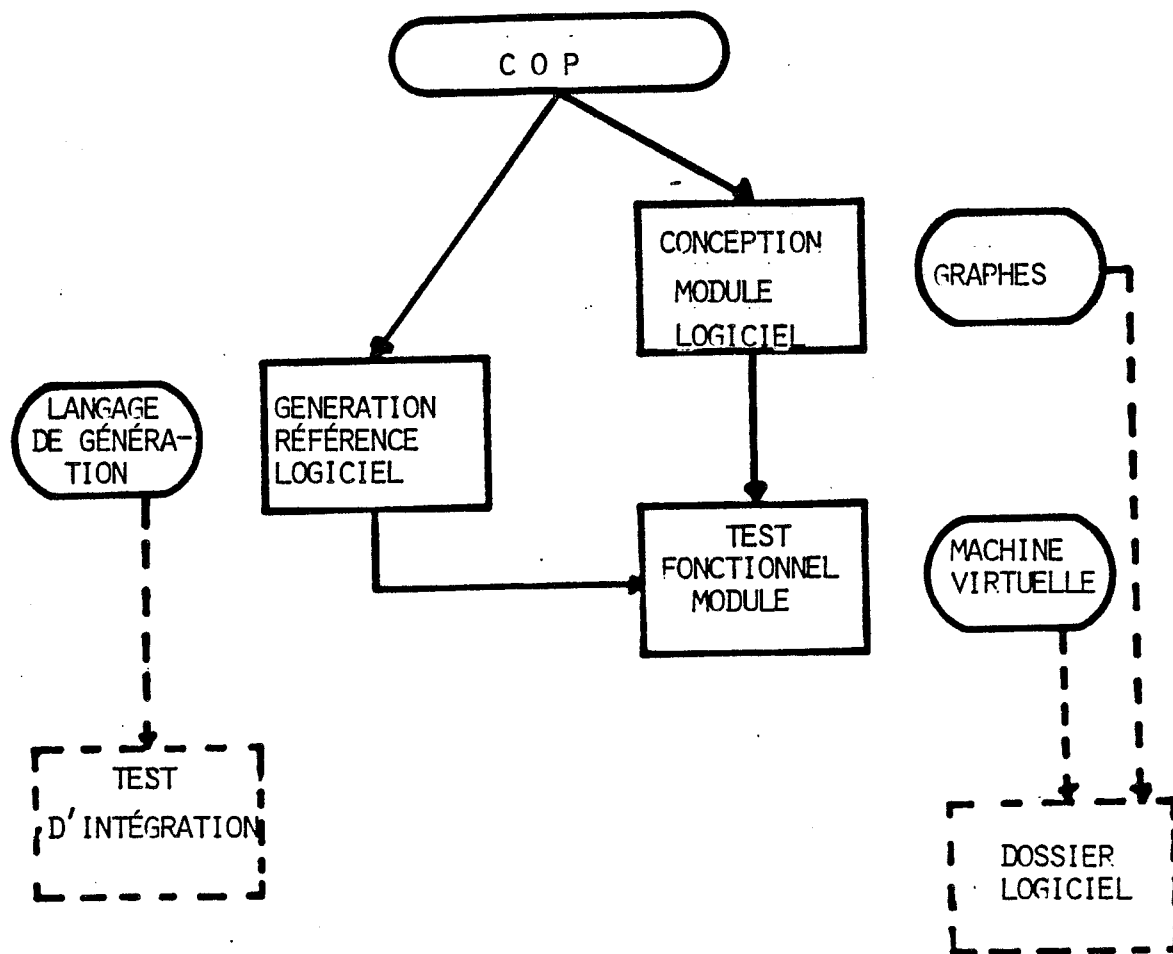 C O P
CONCEPTION
MODULE
LOGICIEL
GRAPHES
LANGAGE
DE GÉNÉRA-
TION
GENERATION
RÉFÉRENCE
LOGICIEL
TEST
FONCTIONNEL
MODULE
MACHINE
VIRTUELLE
TEST
D'INTÉGRATION
DOSSIER
LOGICIEL